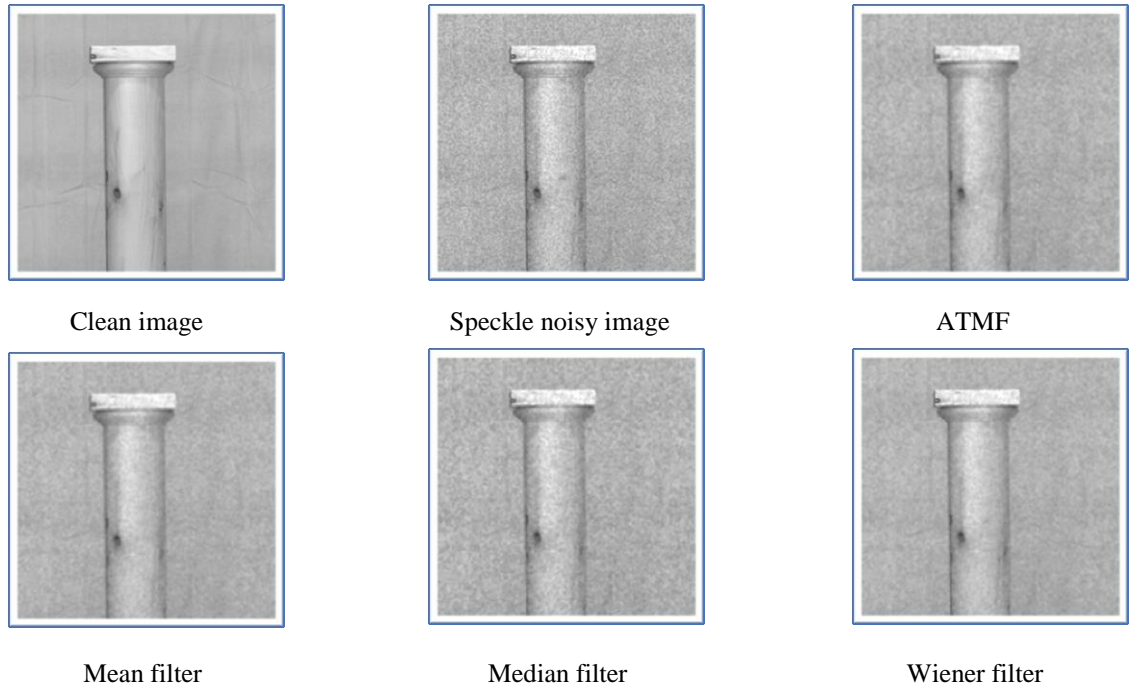 Clean image
Speckle noisy image
ATMF
Mean filter
Median filter
Wiener filter